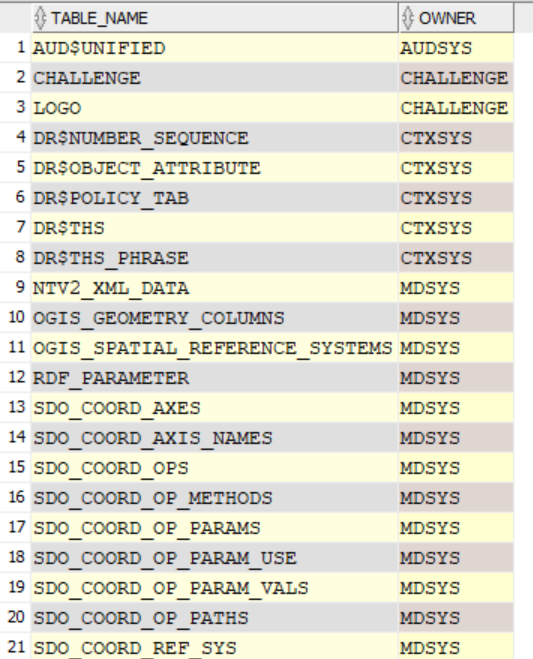 TABLE_NAME OWNER
1 AUD$UNIFIED AUDSYS
2 CHALLENGE CHALLENGE
3 LOGO CHALLENGE
4 DR$NUMBER_SEQUENCE CTXSYS
5 DR$OBJECT_ATTRIBUTE CTXSYS
6 DR$POLICY_TAB CTXSYS
7 DR$THS CTXSYS
8 DR$THS_PHRASE CTXSYS
9 NTV2_XML_DATA MDSYS
10 OGIS_GEOMETRY_COLUMNS MDSYS
11 OGIS_SPATIAL_REFERENCE_SYSTEMS MDSYS
12 RDF_PARAMETER MDSYS
13 SDO_COORD_AXES MDSYS
14 SDO_COORD_AXIS_NAMES MDSYS
15 SDO_COORD_OPS MDSYS
16 SDO_COORD_OP_METHODS MDSYS
17 SDO_COORD_OP_PARAMS MDSYS
18 SDO_COORD_OP_PARAM_USE MDSYS
19 SDO_COORD_OP_PARAM_VALS MDSYS
20 SDO_COORD_OP_PATHS MDSYS
21 SDO_COORD_REF_SYS MDSYS